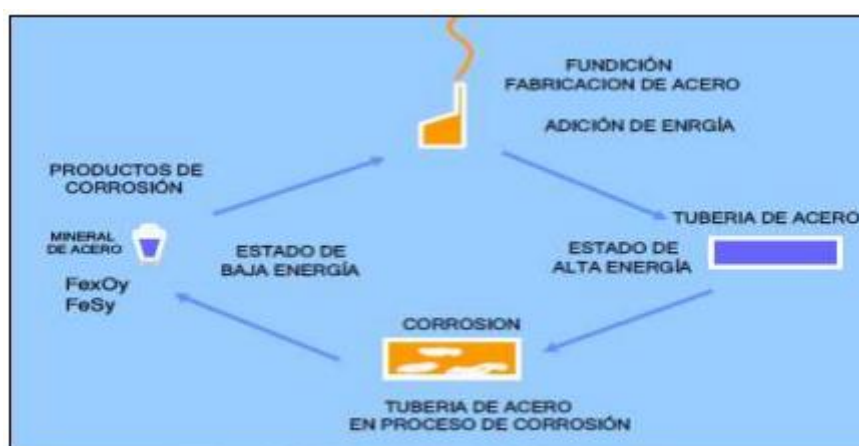 FUNDICIÓN
FABRICACION DE ACERO
ADICIÓN DE ENRGÍA
PRODUCTOS DE
CORROSIÓN
TUBERIA DE ACERO
MINERAL
DE ACERO
ESTADO DE
BAJA ENERGÍA
ESTADO DE
ALTA ENERGÍA
FexOy
FeSy
CORROSION
TUBERIA DE ACERO
EN PROCESO DE CORROSIÓN